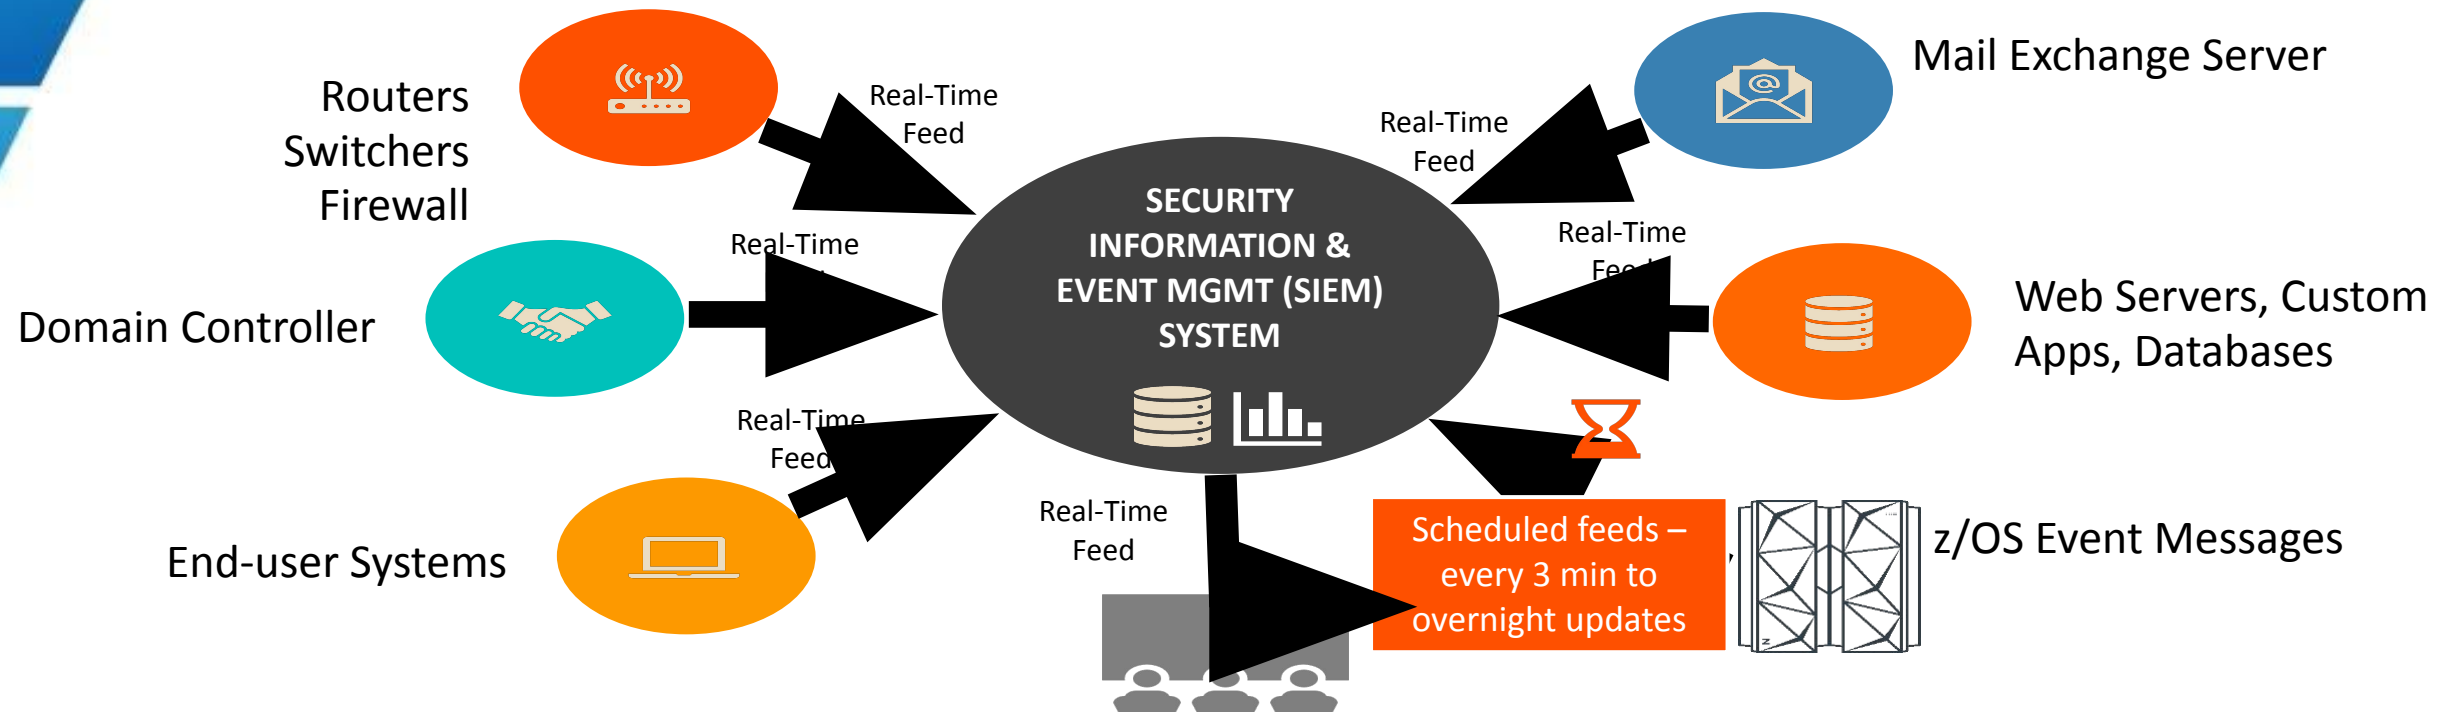 Routers
Switchers
Firewall
Real-Time
Feed
Real-Time
Feed
Mail Exchange Server
SECURITY
INFORMATION &
EVENT MGMT (SIEM)
SYSTEM
Domain Controller
Real-Time
Real-Time
Feed
Web Servers, Custom
Apps, Databases
End-user Systems
Real-Time
Feed
Real-Time
Feed
Scheduled feeds –
every 3 min to
overnight updates
z/OS Event Messages